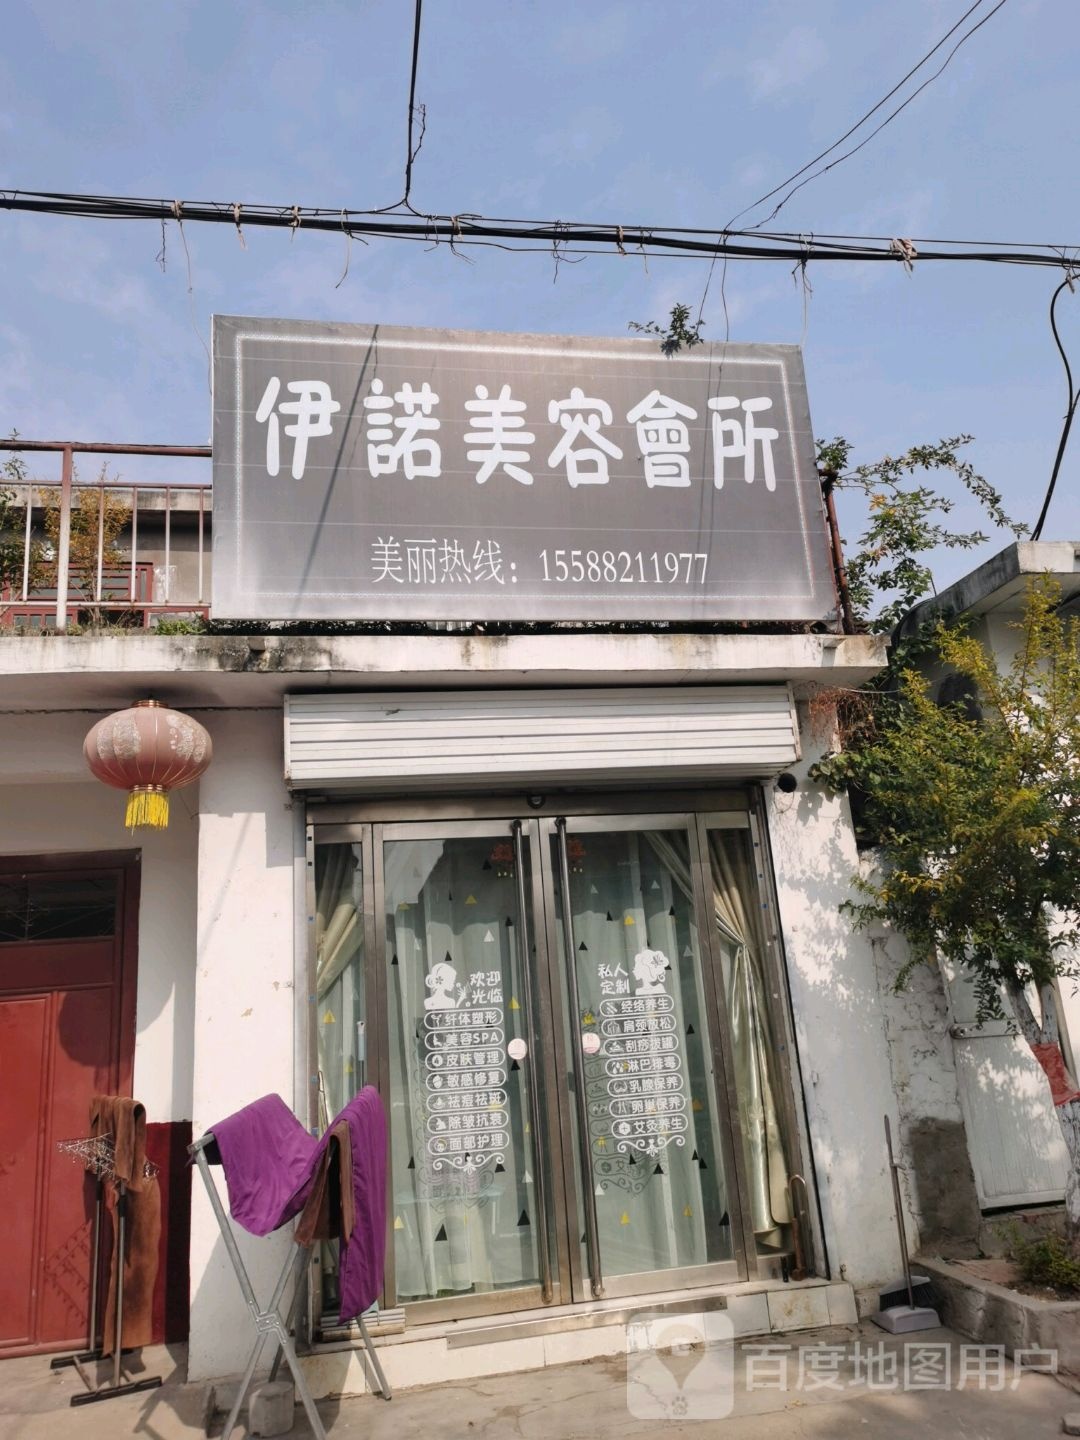 伊諾美容會所
美丽热线：15588211977
欢迎
光临
纤体塑形
美容SPA
皮肤管理
敏感修复
祛痘祛斑
除皱抗衰
面部护理
私人
定制
经络养生
肩颈放松
刮痧拔罐
淋巴排毒
乳腺保养
卵巢保养
艾灸养生
百度地图用户